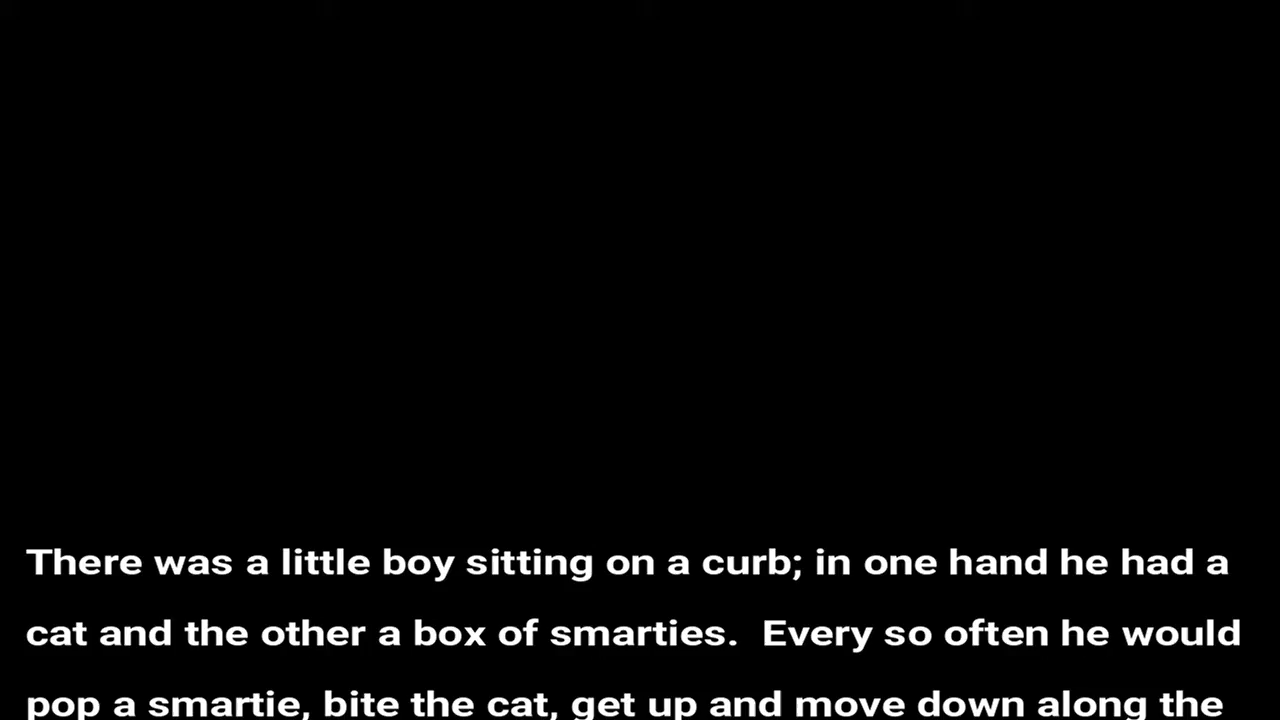 There was a little boy sitting on a curb; in one hand he had a
cat and the other a box of smarties.  Every so often he would
pop a smartie, bite the cat, get up and move down along the